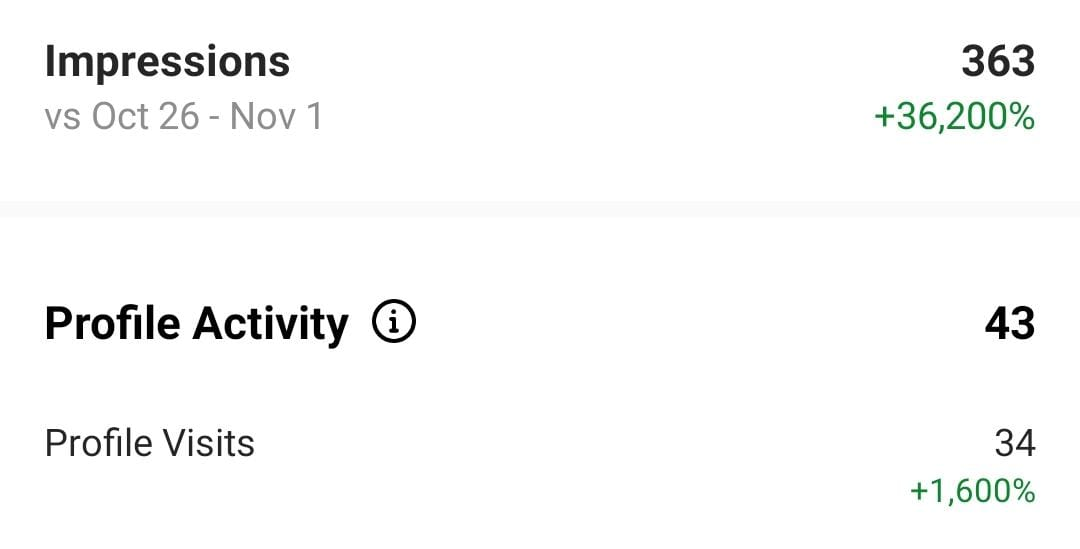 Impressions 363
vs Oct 26 - Nov 1 +36,200%
Profile Activity 43
Profile Visits 34
+1,600%